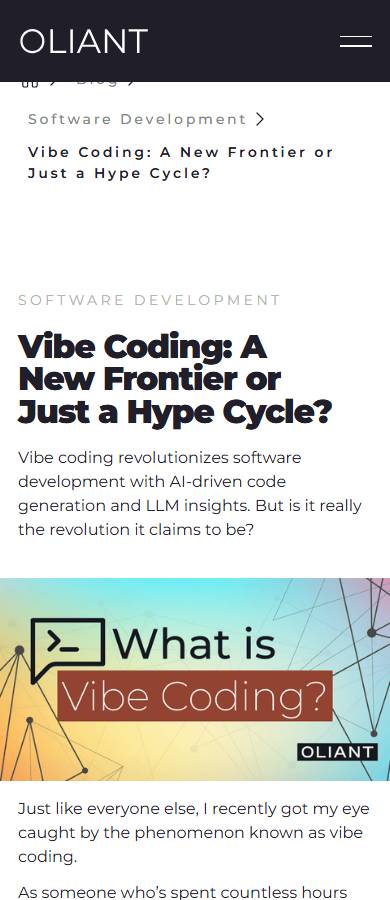 OLIANT
Blog
Software Development
Vibe Coding: A New Frontier or
Just a Hype Cycle?
SOFTWARE DEVELOPMENT
Vibe Coding: A
New Frontier or
Just a Hype Cycle?
Vibe coding revolutionizes software
development with AI-driven code
generation and LLM insights. But is it really
the revolution it claims to be?
What is
Vibe Coding?
OLIANT
Just like everyone else, I recently got my eye
caught by the phenomenon known as vibe
coding.
As someone who’s spent countless hours